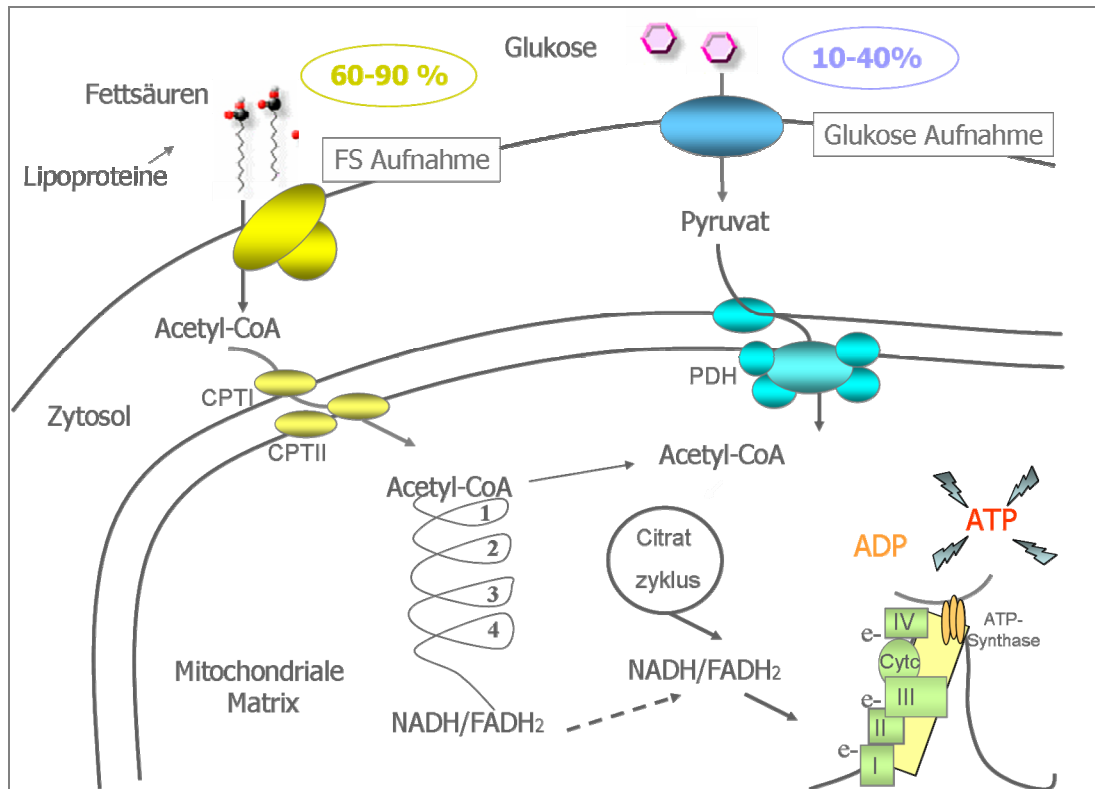 Glukose
10-40%
60-90 %
Fettsäuren
Lipoproteine
FS Aufnahme
Glukose Aufnahme
Pyruvat
Acetyl-CoA
PDH
CPTI
Zytosol
CPTII
Acetyl-CoA
Acetyl-CoA
1
2
3
4
Citrat
zyklus
ATP
ADP
ATP-
Synthase
e- IV
Cytc
e- III
II
e-
I
Mitochondriale
Matrix
NADH/FADH2
NADH/FADH2